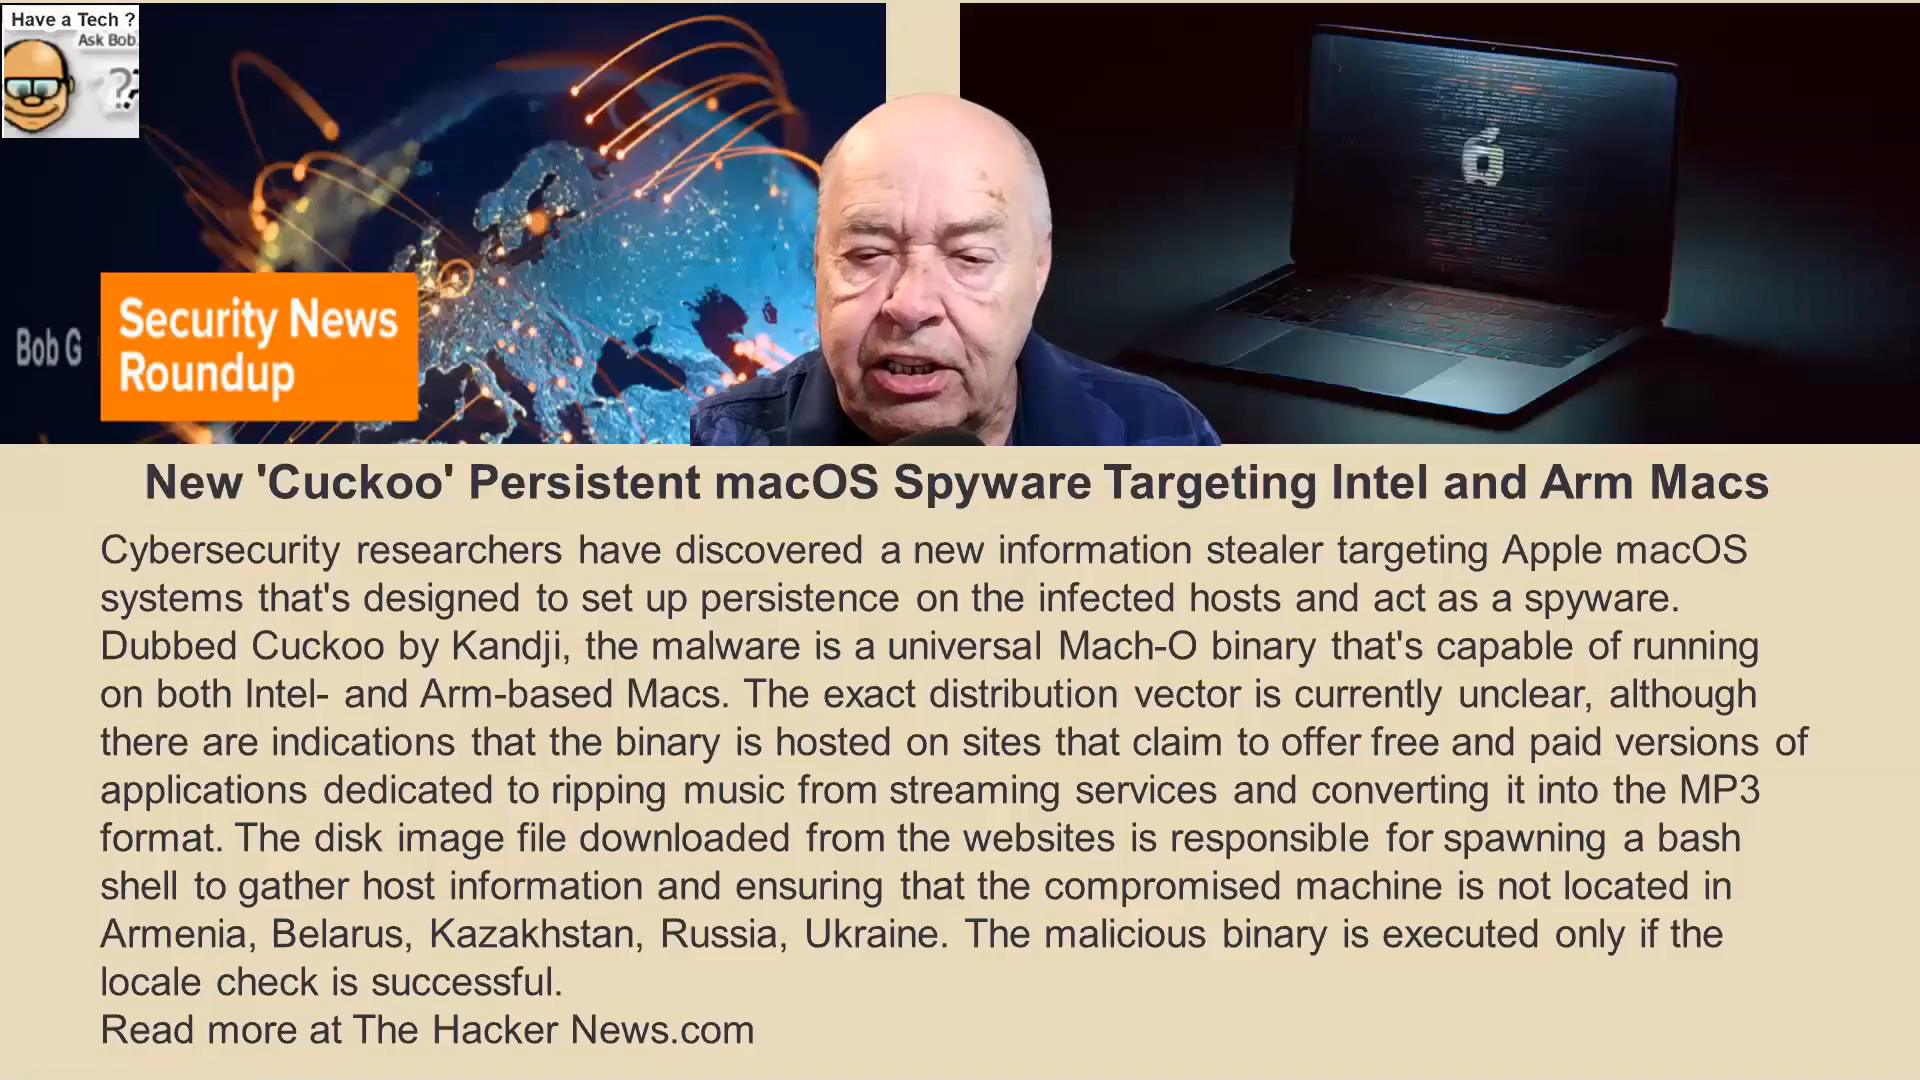 Have a Tech ?
Ask Bob.
??
Bob G
Security News
Roundup
New 'Cuckoo' Persistent macOS Spyware Targeting Intel and Arm Macs
Cybersecurity researchers have discovered a new information stealer targeting Apple macOS
systems that's designed to set up persistence on the infected hosts and act as a spyware.
Dubbed Cuckoo by Kandji, the malware is a universal Mach-O binary that's capable of running
on both Intel- and Arm-based Macs. The exact distribution vector is currently unclear, although
there are indications that the binary is hosted on sites that claim to offer free and paid versions of
applications dedicated to ripping music from streaming services and converting it into the MP3
format. The disk image file downloaded from the websites is responsible for spawning a bash
shell to gather host information and ensuring that the compromised machine is not located in
Armenia, Belarus, Kazakhstan, Russia, Ukraine. The malicious binary is executed only if the
locale check is successful.
Read more at The Hacker News.com